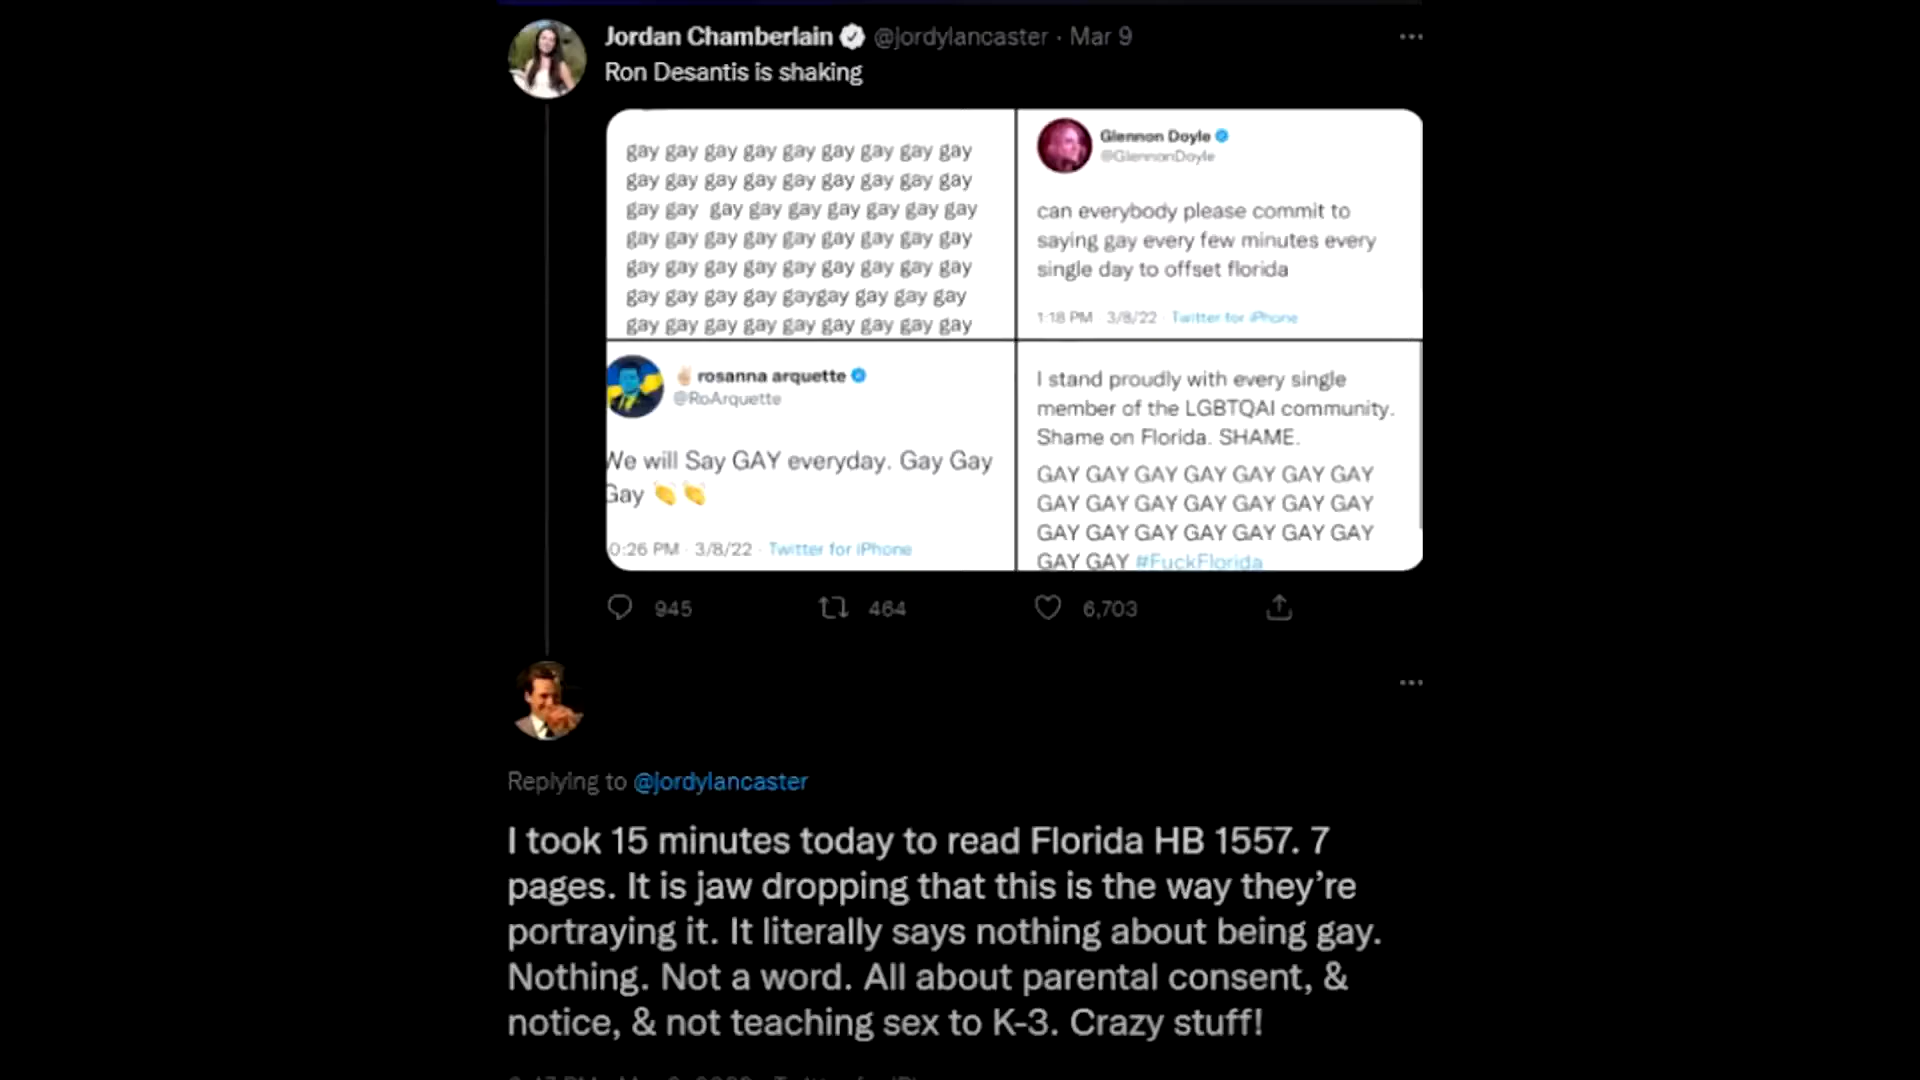 Jordan Chamberlain @jordylancaster · Mar 9
Ron Desantis is shaking
gay gay gay gay gay gay gay gay gay
gay gay gay gay gay gay gay gay gay
gay gay gay gay gay gay gay gay gay
gay gay gay gay gay gay gay gay gay
gay gay gay gay gay gay gay gay gay
gay gay gay gay gaygay gay gay gay
gay gay gay gay gay gay gay gay gay
Glennon Doyle
@GlennonDoyle
can everybody please commit to
saying gay every few minutes every
single day to offset florida
1:18 PM · 3/8/22 · Twitter for iPhone
rosanna arquette
@RoArquette
We will Say GAY everyday. Gay Gay
Gay 👏 👏
0:26 PM · 3/8/22 · Twitter for iPhone
I stand proudly with every single
member of the LGBTQAI community.
Shame on Florida. SHAME.
GAY GAY GAY GAY GAY GAY GAY
GAY GAY GAY GAY GAY GAY GAY
GAY GAY GAY GAY GAY GAY GAY
GAY GAY #FuckFlorida
945 464 6,703
Replying to @jordylancaster
I took 15 minutes today to read Florida HB 1557. 7
pages. It is jaw dropping that this is the way they’re
portraying it. It literally says nothing about being gay.
Nothing. Not a word. All about parental consent, &
notice, & not teaching sex to K-3. Crazy stuff!